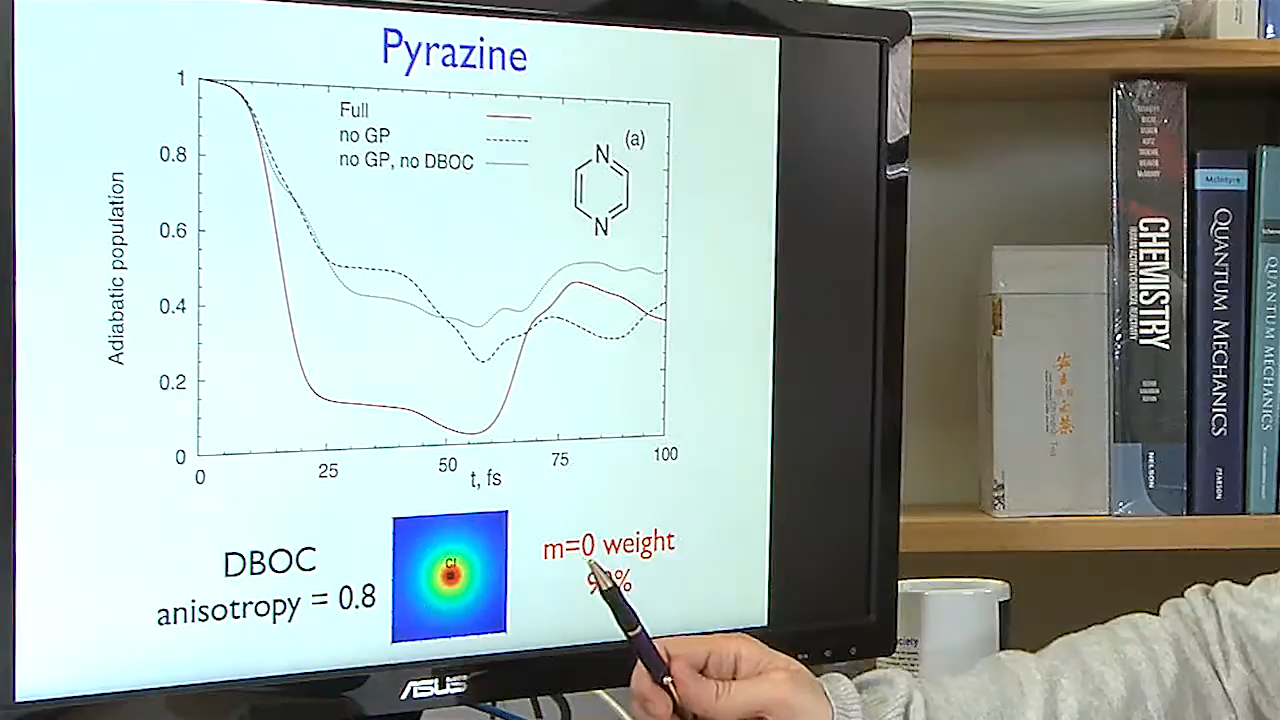 Pyrazine
1
0.8
0.6
0.4
0.2
0
Adiabatic population
Full
no GP
no GP, no DBOC
(a)
N
N
0
25
50
75
100
t, fs
DBOC
anisotropy = 0.8
CI
m=0 weight
ASUS
CHEMISTRY
NELSON
McIntyre
QUANTUM MECHANICS
PEARSON
QUANTUM MECHANICS